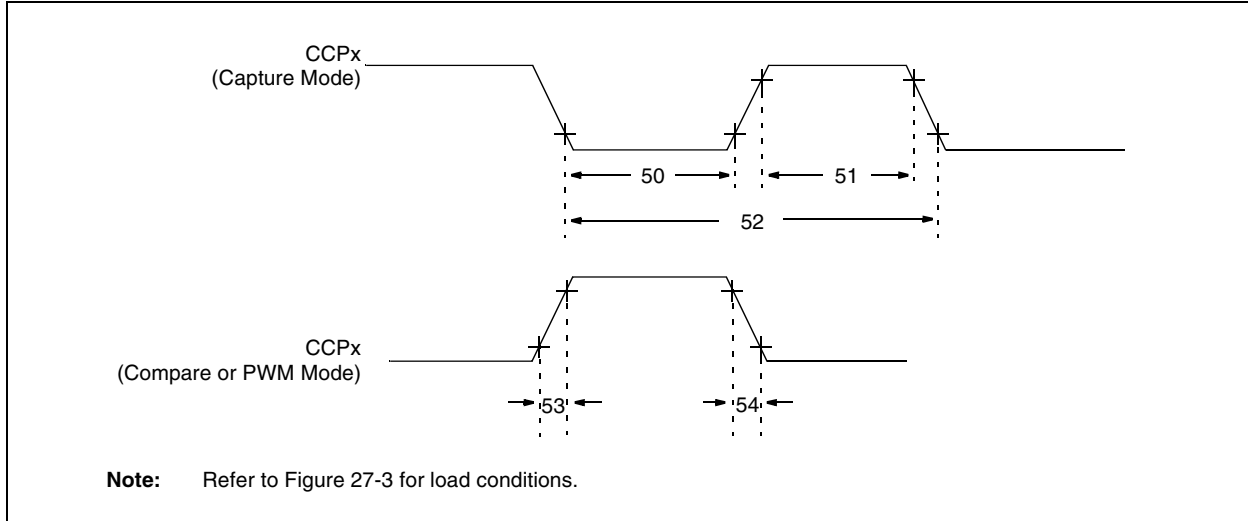 CCPx
(Capture Mode)
50
51
52
CCPx
(Compare or PWM Mode)
53
54
Note: Refer to Figure 27-3 for load conditions.